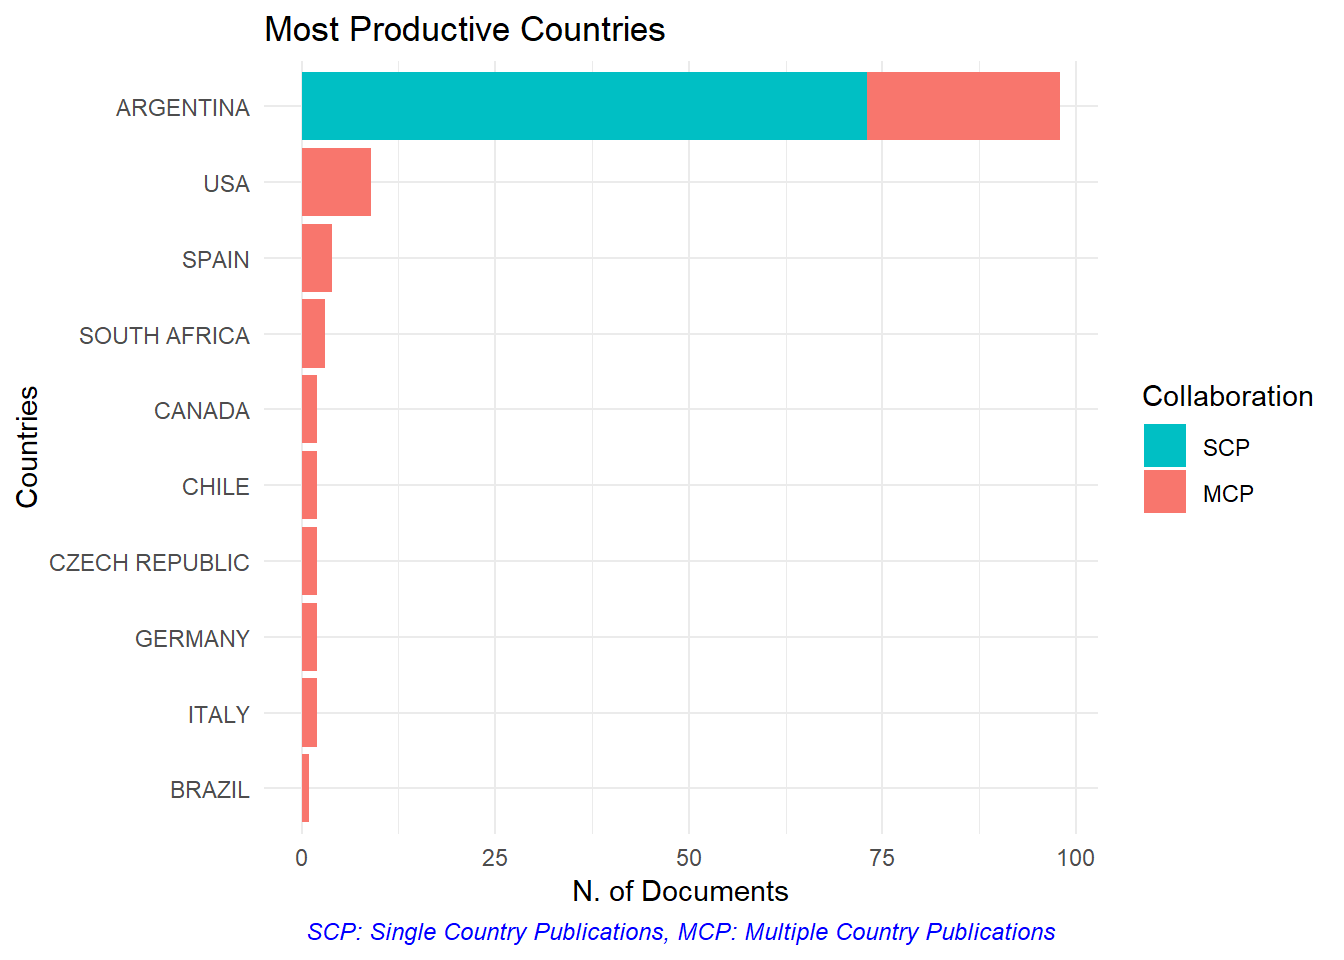 Most Productive Countries
ARGENTINA
USA
SPAIN
SOUTH AFRICA
CANADA
CHILE
CZECH REPUBLIC
GERMANY
ITALY
BRAZIL
Countries
0 25 50 75 100
N. of Documents
SCP: Single Country Publications, MCP: Multiple Country Publications
Collaboration
SCP
MCP